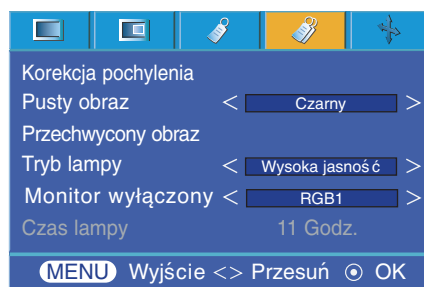 Korekcja pochylenia
Pusty obraz < Czarny >
Przechwycony obraz
Tryb lampy < Wysoka jasność >
Monitor wyłączony < RGB1 >
Czas lampy 11 Godz.
MENU Wyjście <> Przesuń ⦿ OK